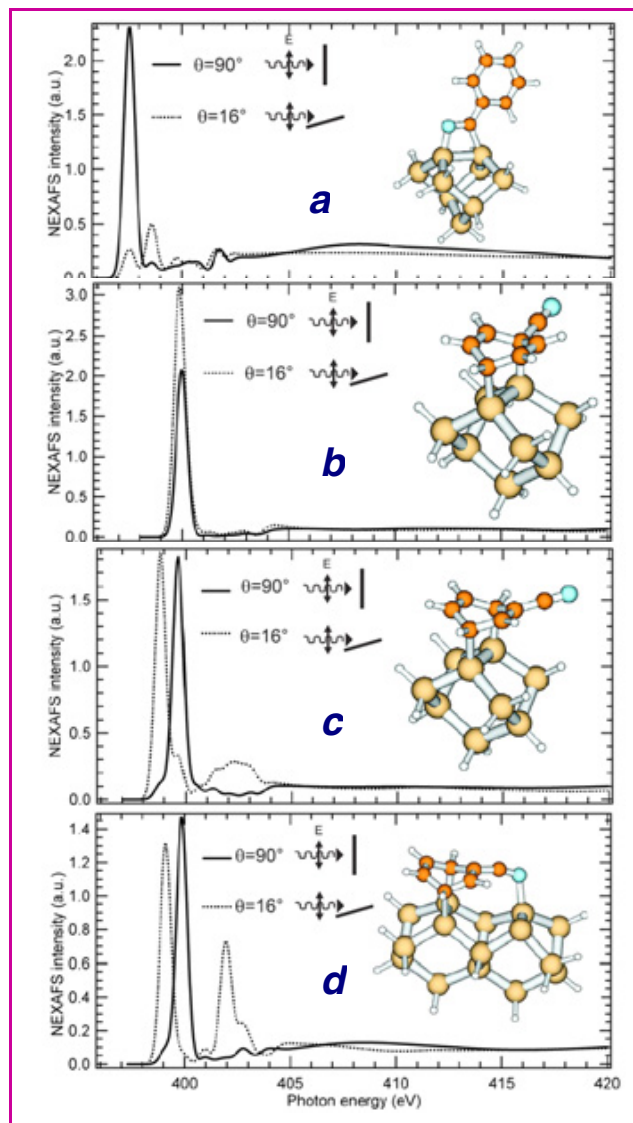 NEXAFS intensity (a.u.)
2.0
1.5
1.0
0.5
0.0
E
θ=90°
θ=16°
a
NEXAFS intensity (a.u.)
3.0
2.5
2.0
1.5
1.0
0.5
0.0
E
θ=90°
θ=16°
b
NEXAFS intensity (a.u.)
1.5
1.0
0.5
0.0
E
θ=90°
θ=16°
c
NEXAFS intensity (a.u.)
1.4
1.2
1.0
0.8
0.6
0.4
0.2
0.0
E
θ=90°
θ=16°
d
400 405 410 415 420
Photon energy (eV)